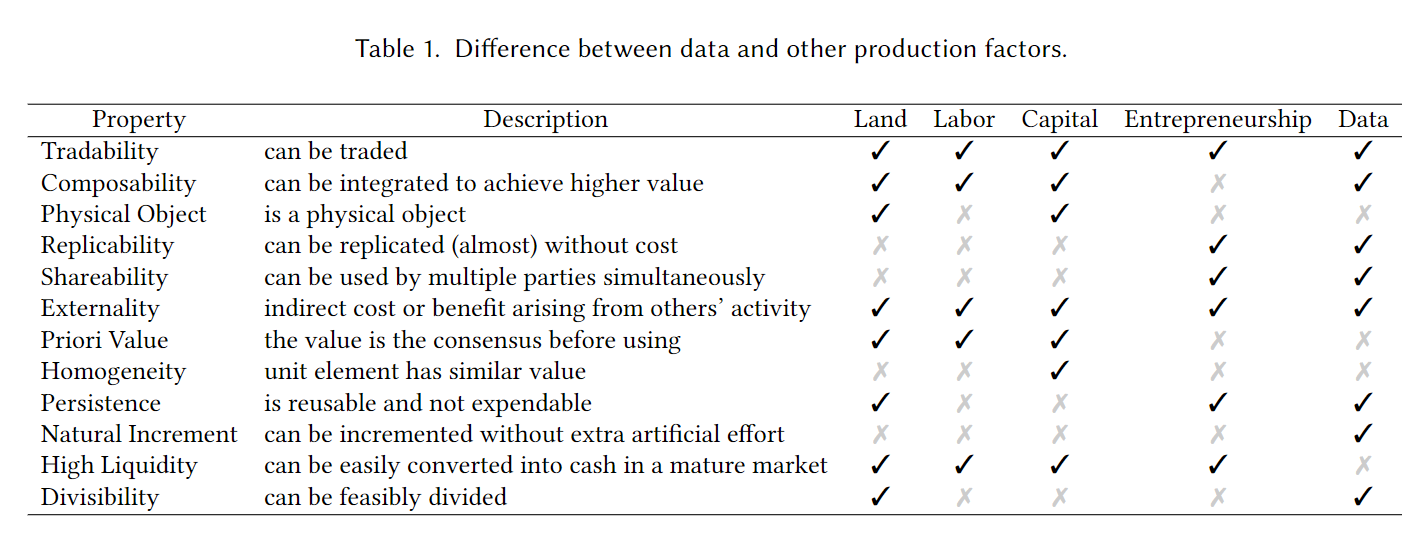 Table 1. Difference between data and other production factors.
Property Description Land Labor Capital Entrepreneurship Data
Tradability can be traded ✓ ✓ ✓ ✓ ✓
Composability can be integrated to achieve higher value ✓ ✓ ✓ ✗ ✓
Physical Object is a physical object ✓ ✗ ✓ ✗ ✗
Replicability can be replicated (almost) without cost ✗ ✗ ✗ ✓ ✓
Shareability can be used by multiple parties simultaneously ✗ ✗ ✗ ✓ ✓
Externality indirect cost or benefit arising from others’ activity ✓ ✓ ✓ ✓ ✓
Priori Value the value is the consensus before using ✓ ✓ ✓ ✗ ✗
Homogeneity unit element has similar value ✗ ✗ ✓ ✗ ✗
Persistence is reusable and not expendable ✓ ✗ ✗ ✓ ✓
Natural Increment can be incremented without extra artificial effort ✗ ✗ ✗ ✗ ✓
High Liquidity can be easily converted into cash in a mature market ✓ ✓ ✓ ✓ ✗
Divisibility can be feasibly divided ✓ ✗ ✗ ✗ ✓